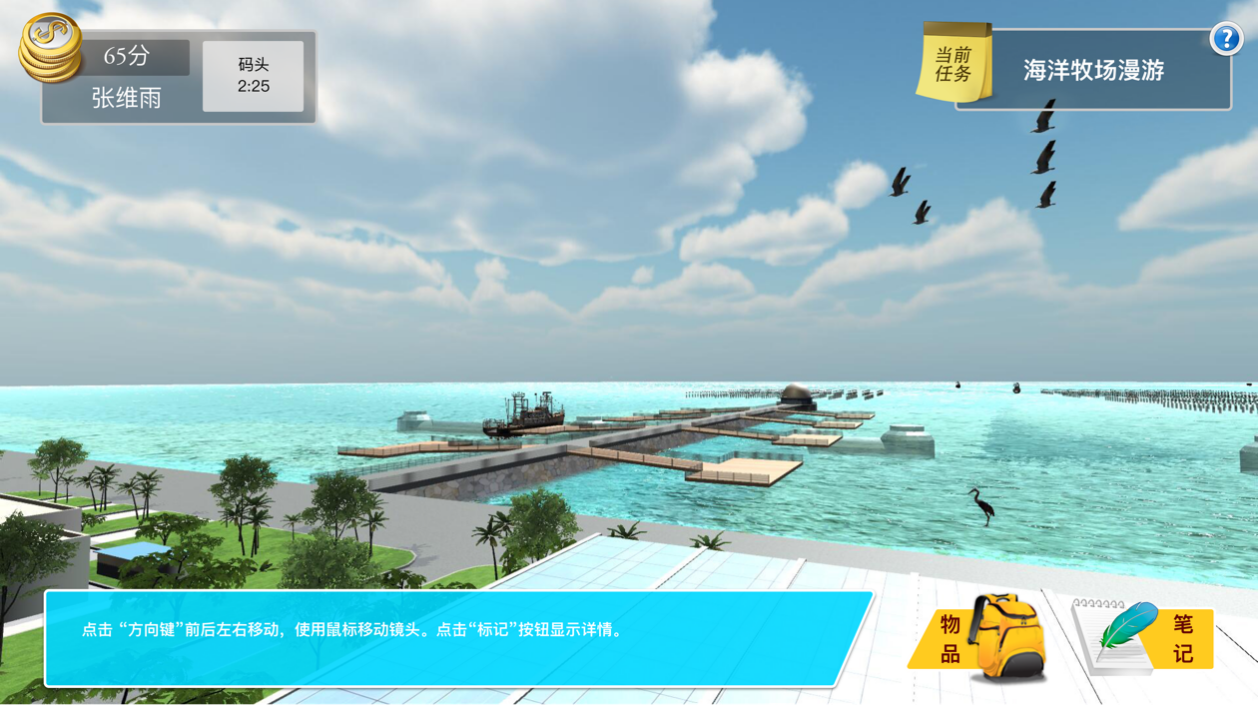 65分
张维雨
码头
2:25
当前
任务
海洋牧场漫游
?
点击 “方向键”前后左右移动，使用鼠标移动镜头。点击“标记”按钮显示详情。
物
品
笔
记